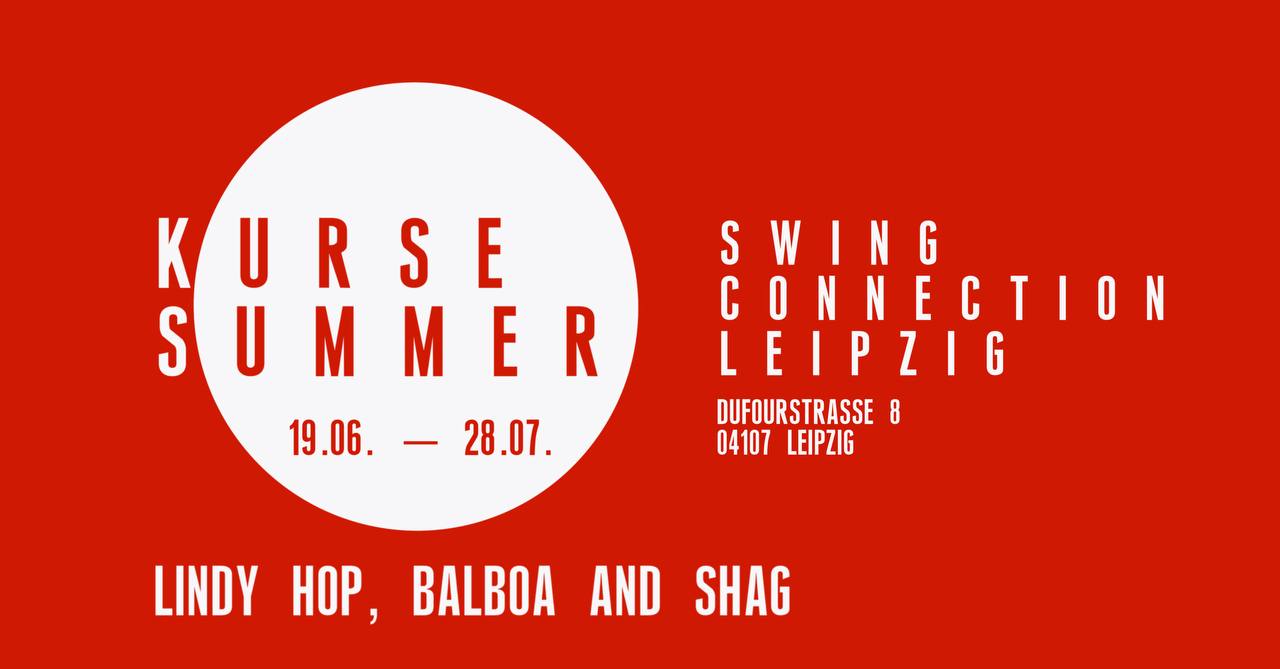 KURSE
SUMMER
19.06. — 28.07.
SWING
CONNECTION
LEIPZIG
DUFOURSTRASSE 8
04107 LEIPZIG
LINDY HOP, BALBOA AND SHAG